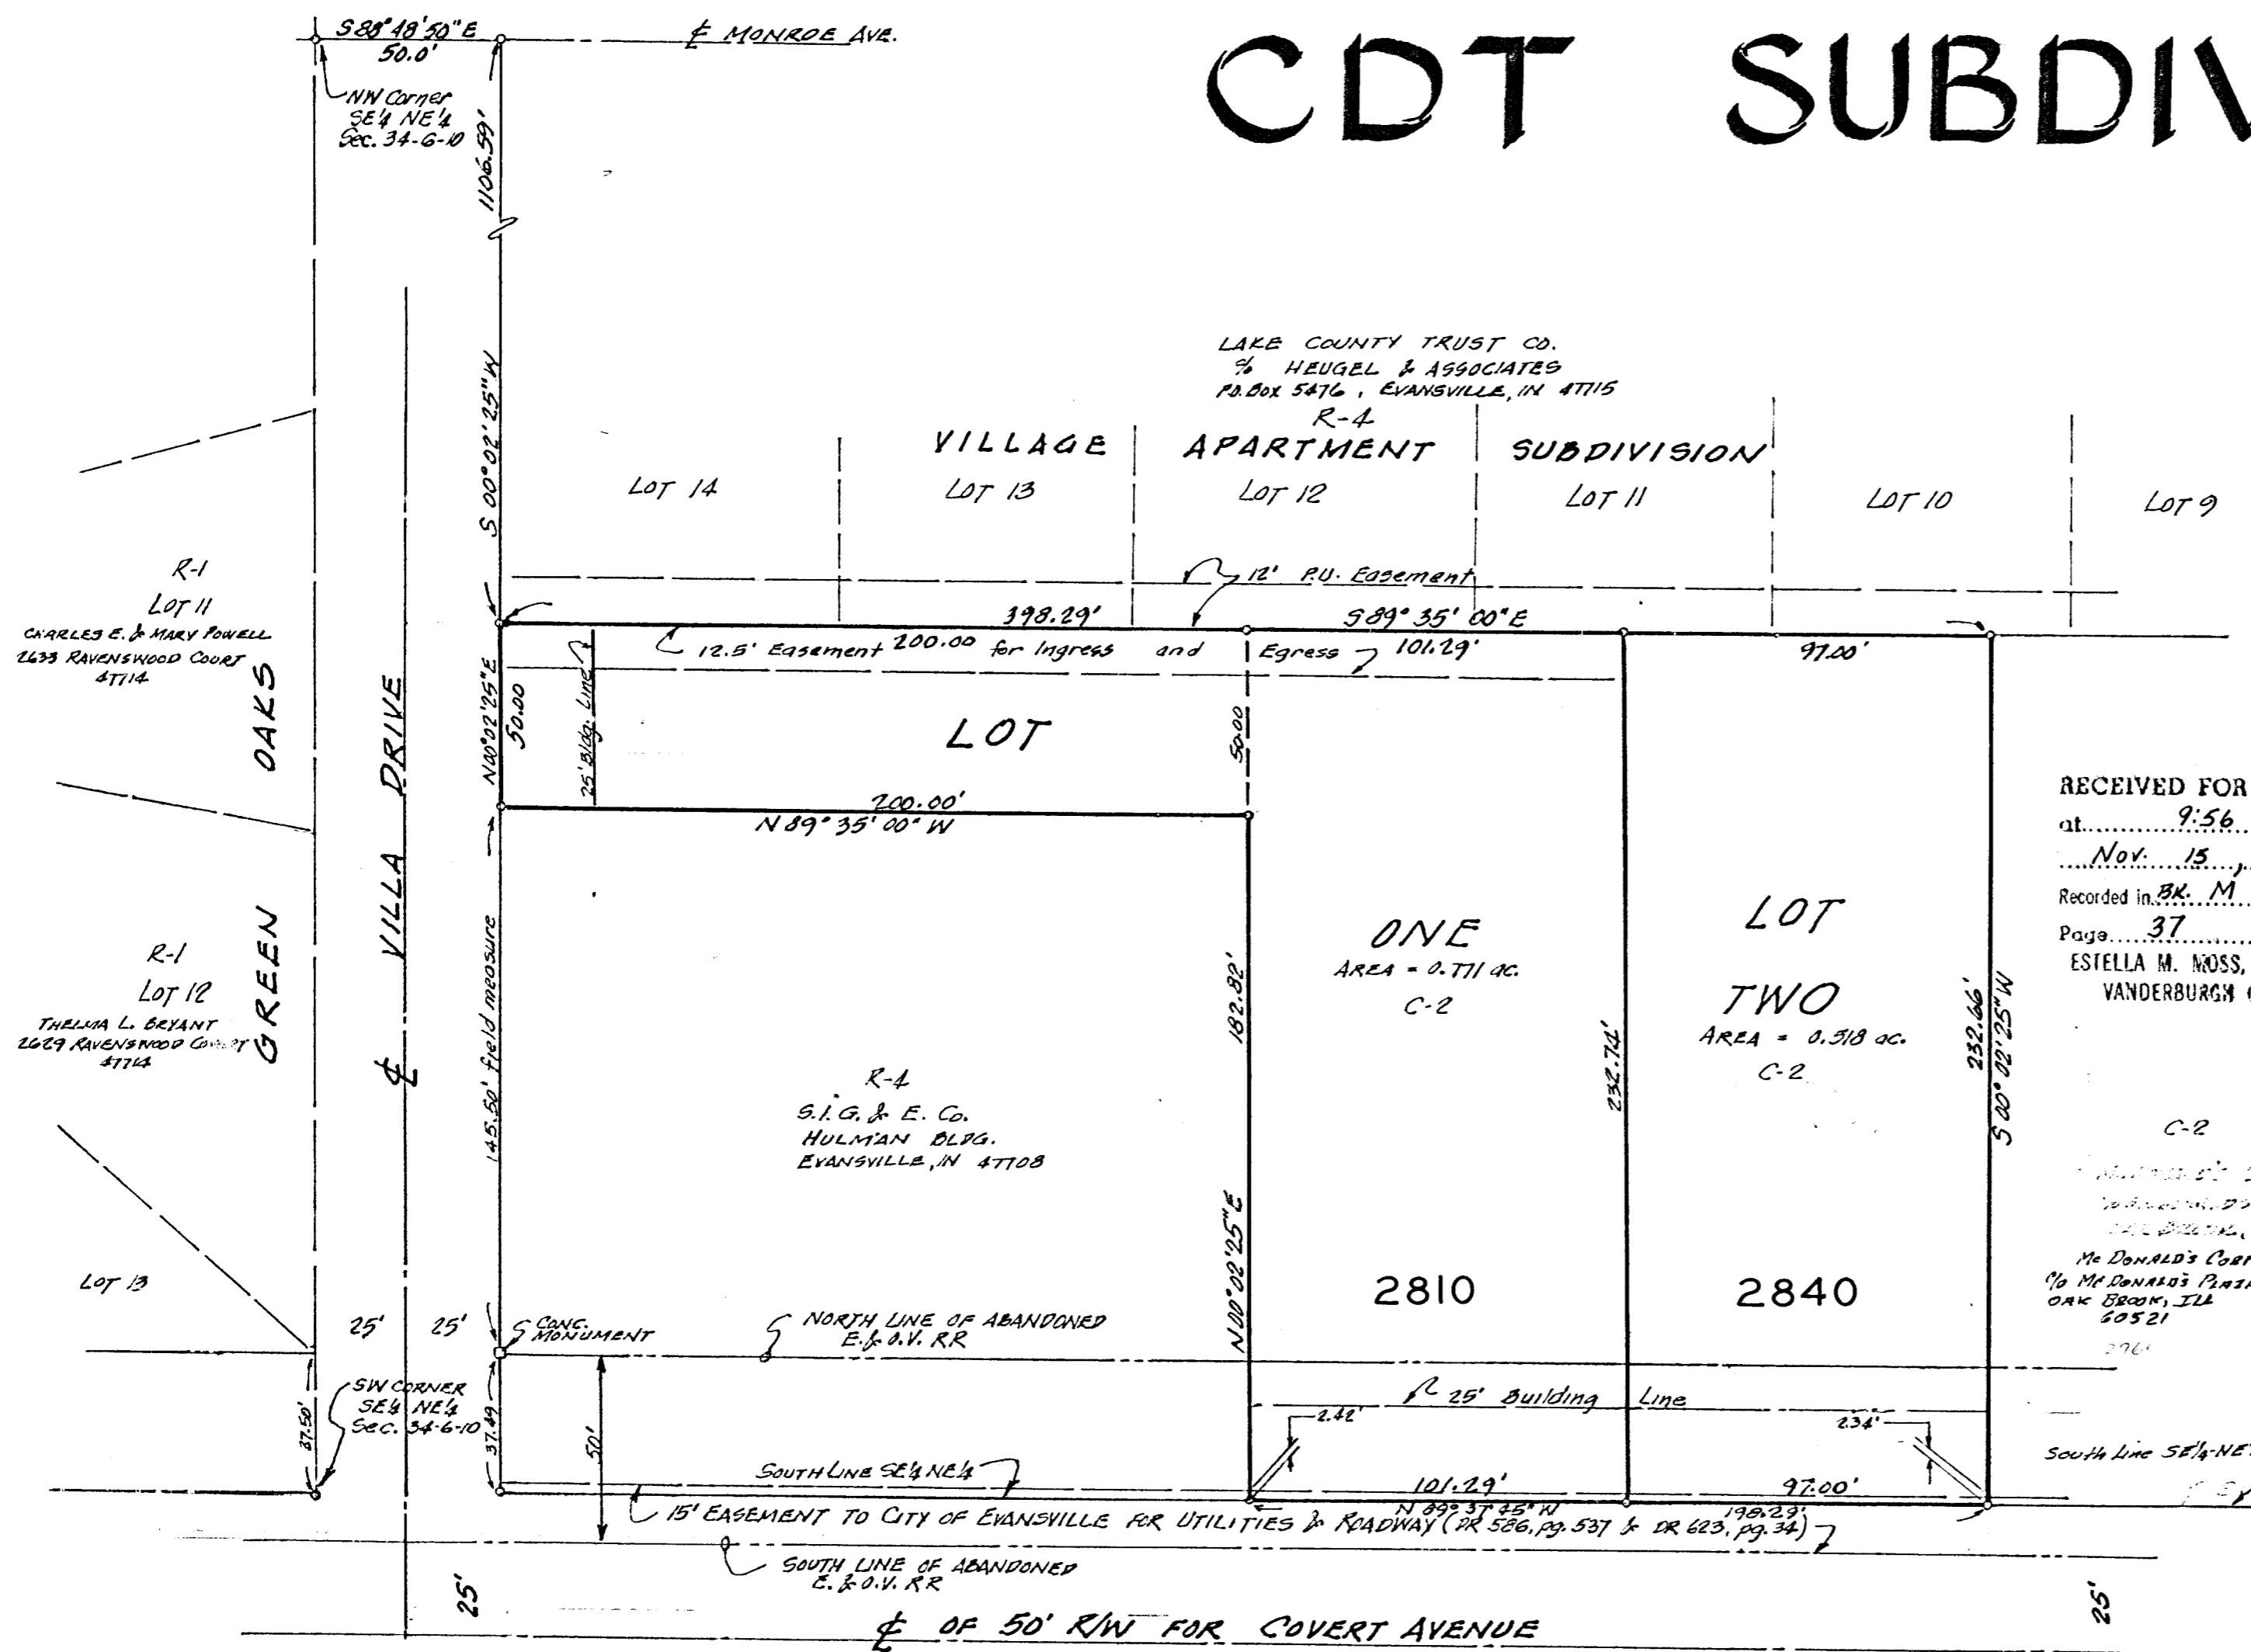 CDT SUBDIV
S 88° 48' 50" E
50.0'
℄ MONROE AVE.
NW Corner
SE¼ NE¼
Sec. 34-6-10
1106.59'
S 00° 02' 25" W
LAKE COUNTY TRUST CO.
% HEUGEL & ASSOCIATES
P.O. BOX 5476, EVANSVILLE, IN 47715
R-4
VILLAGE APARTMENT SUBDIVISION
LOT 14
LOT 13
LOT 12
LOT 11
LOT 10
LOT 9
12' P.U. Easement
398.29'
S 89° 35' 00" E
12.5' Easement 200.00 for Ingress and Egress
101.29'
97.00'
N 00° 02' 25" E
50.00
25' Bldg. Line
LOT
50.00
200.00'
N 89° 35' 00" W
R-1
LOT 11
CHARLES E. & MARY POWELL
2633 RAVENSWOOD COURT
47714
GREEN OAKS
℄ VILLA DRIVE
R-1
LOT 12
THELMA L. BRYANT
2629 RAVENSWOOD COURT
47714
LOT 13
145.50' field measure
R-4
S.I.G. & E. Co.
HULMAN BLDG.
EVANSVILLE, IN 47708
182.82'
N 00° 02' 25" E
ONE
AREA = 0.771 ac.
C-2
2810
232.74'
LOT
TWO
AREA = 0.518 ac.
C-2
2840
232.66'
S 00° 02' 25" W
RECEIVED FOR
at 9:56
Nov. 15,
Recorded in BK. M
Page 37
ESTELLA M. MOSS,
VANDERBURGH
C-2
McDONALD'S CORP
c/o McDONALD'S PLAZA
OAK BROOK, ILL
60521
25' 25'
CONC.
MONUMENT
NORTH LINE OF ABANDONED
E. & O.V. RR
SW CORNER
SE¼ NE¼
Sec. 34-6-10
37.50'
37.49
50'
25' Building Line
2.42'
2.34'
South Line SE¼-NE
SOUTH LINE SE¼ NE¼
101.29'
97.00'
N 89° 37' 45" W
198.29'
15' EASEMENT TO CITY OF EVANSVILLE FOR UTILITIES & ROADWAY (DR 586, pg. 537 & DR 623, pg. 34)
SOUTH LINE OF ABANDONED
E. & O.V. RR
25'
25'
℄ OF 50' R/W FOR COVERT AVENUE